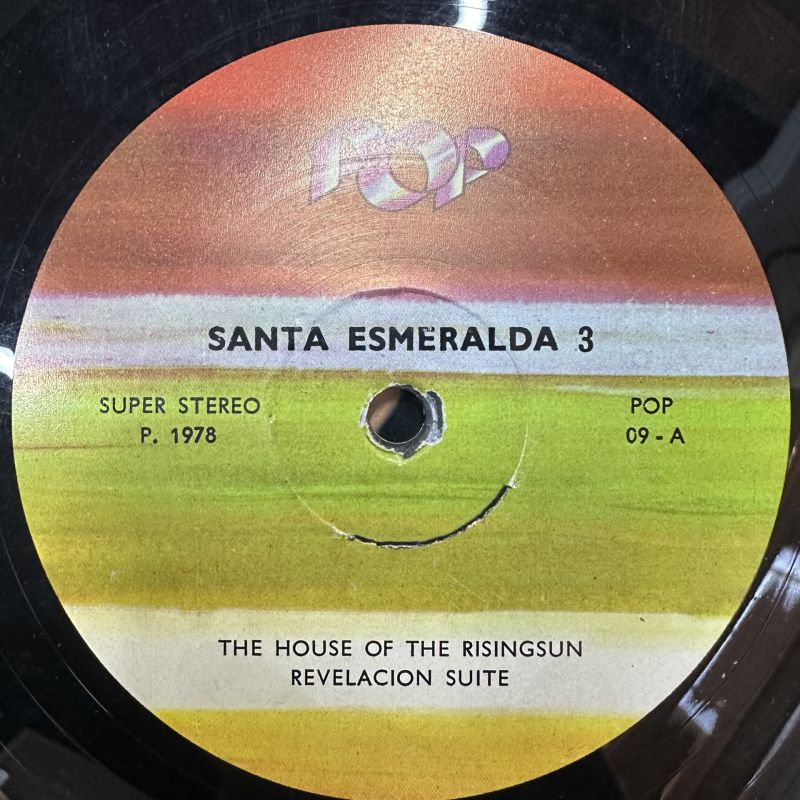 POP
SANTA ESMERALDA 3
SUPER STEREO
P. 1978
POP
09 - A
THE HOUSE OF THE RISINGSUN
REVELACION SUITE